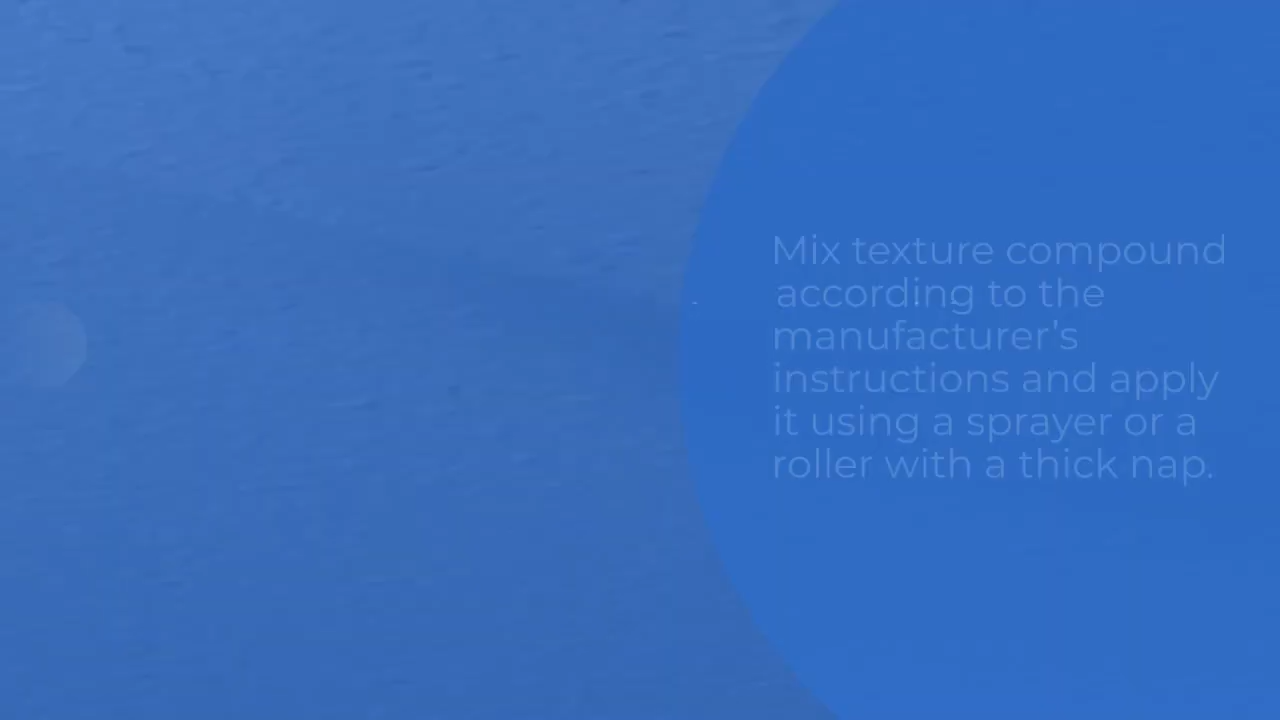 Mix texture compound
according to the
manufacturer's
instructions and apply
it using a sprayer or a
roller with a thick nap.